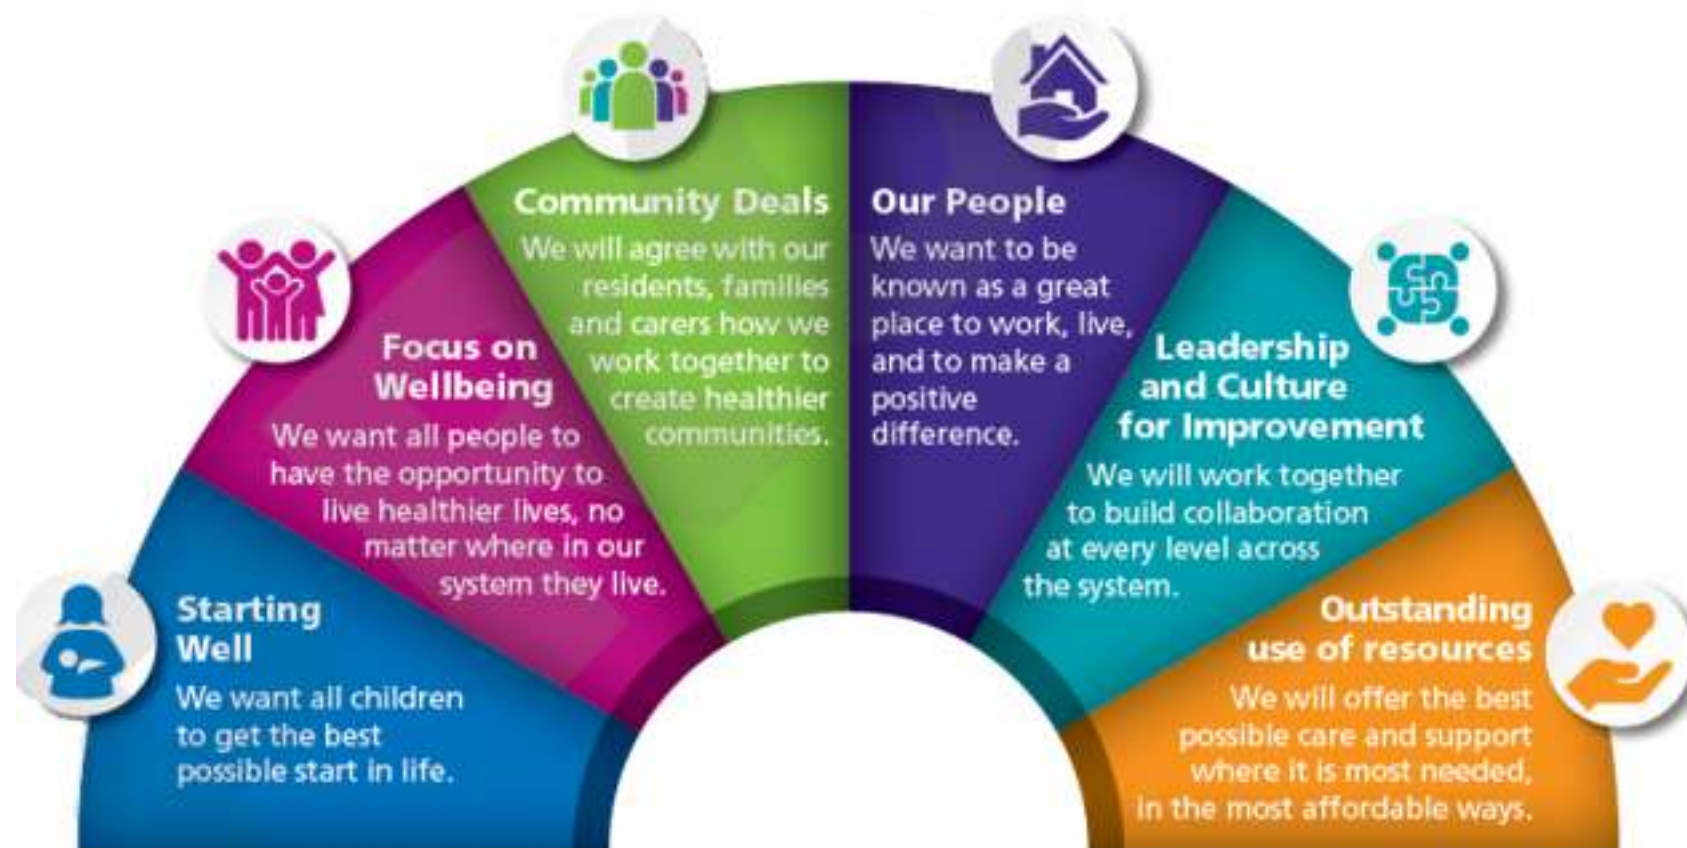 Starting
Well
We want all children
to get the best
possible start in life.
Focus on
Wellbeing
We want all people to
have the opportunity to
live healthier lives, no
matter where in our
system they live.
Community Deals
We will agree with our
residents, families
and carers how we
work together to
create healthier
communities.
Our People
We want to be
known as a great
place to work, live,
and to make a
positive
difference.
Leadership
and Culture
for Improvement
We will work together
to build collaboration
at every level across
the system.
Outstanding
use of resources
We will offer the best
possible care and support
where it is most needed,
in the most affordable ways.